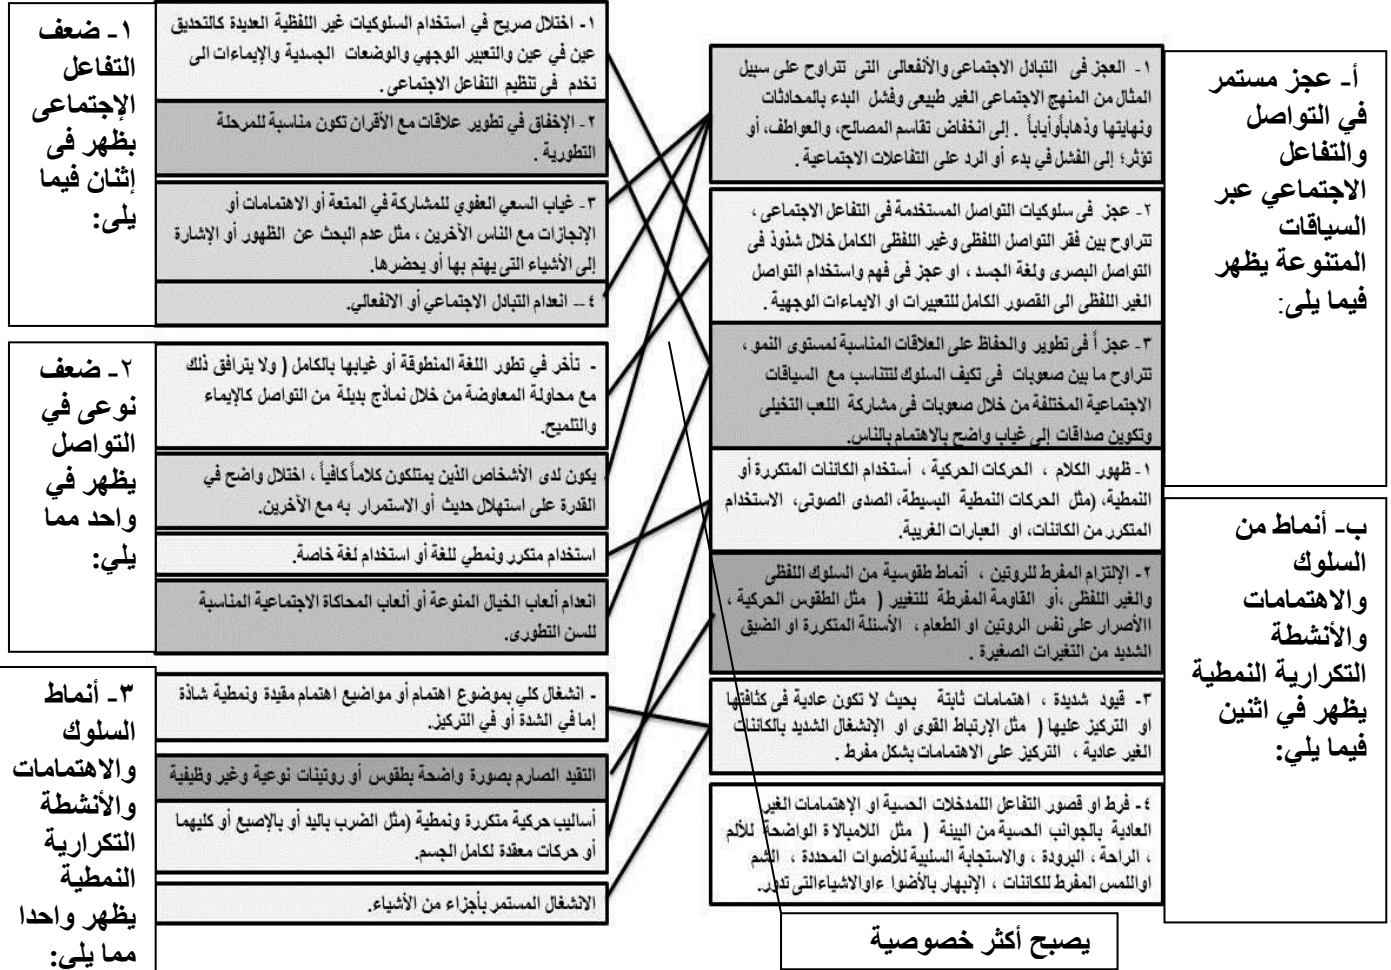 أ- عجز مستمر
في التواصل
والتفاعل
الاجتماعي عبر
السياقات
المتنوعة يظهر
فيما يلى:
١- العجز فى التبادل الاجتماعى والأنفعالى التى تتراوح على سبيل
المثال من المنهج الاجتماعى الغير طبيعى وفشل البدء بالمحادثات
ونهايتها وذهاباًوأياباً . إلى انخفاض تقاسم المصالح، والعواطف، أو
تؤثر؛ إلى الفشل في بدء أو الرد على التفاعلات الاجتماعية .
٢- عجز فى سلوكيات التواصل المستخدمة فى التفاعل الاجتماعى ،
تتراوح بين فقر التواصل اللفظى وغير اللفظى الكامل خلال شذوذ فى
التواصل البصرى ولغة الجسد ، او عجز فى فهم واستخدام التواصل
الغير اللفظى الى القصور الكامل للتعبيرات او الايماءات الوجهية .
٣- عجز أ فى تطوير والحفاظ على العلاقات المناسبة لمستوى النمو ،
تتراوح ما بين صعوبات فى تكيف السلوك لتتناسب مع السياقات
الاجتماعية المختلفة من خلال صعوبات فى مشاركة اللعب التخيلى
وتكوين صداقات إلى غياب واضح بالاهتمام بالناس.
ب- أنماط من
السلوك
والاهتمامات
والأنشطة
التكرارية النمطية
يظهر في اثنين
فيما يلي:
١- ظهور الكلام ، الحركات الحركية ، أستخدام الكائنات المتكررة أو
النمطية، (مثل الحركات النمطية البسيطة، الصدى الصوتى، الاستخدام
المتكرر من الكائنات، او العبارات الغريبة.
٢- الإلتزام المفرط للروتين ، أنماط طقوسية من السلوك اللفظى
والغير اللفظى ،أو القاومة المفرطة للتغيير ( مثل الطقوس الحركية ،
االأصرار على نفس الروتين او الطعام ، الأسئلة المتكررة او الضيق
الشديد من التغيرات الصغيرة .
٣- قيود شديدة ، اهتمامات ثابتة بحيث لا تكون عادية فى كثافتها
او التركيز عليها ( مثل الإرتباط القوى او الإنشغال الشديد بالكائنات
الغير عادية ، التركيز على الاهتمامات بشكل مفرط .
٤- فرط او قصور التفاعل اللمدخلات الحسية او الإهتمامات الغير
العادية بالجوانب الحسية من البيئة ( مثل اللامبالاة الواضحة للألم
، الراحة ، البرودة ، والاستجابة السلبية للأصوات المحددة ، الشم
اواللمس المفرط للكائنات ، الإنبهار بالأضوا ءاوالاشياءالتى تدور.
يصبح أكثر خصوصية
١- اختلال صريح في استخدام السلوكيات غير اللفظية العديدة كالتحديق
عين في عين والتعبير الوجهي والوضعات الجسدية والإيماءات الى
تخدم فى تنظيم التفاعل الاجتماعى .
٢- الإخفاق في تطوير علاقات مع الأقران تكون مناسبة للمرحلة
التطورية .
٣- غياب السعي العفوي للمشاركة في المتعة أو الاهتمامات أو
الإنجازات مع الناس الآخرين ، مثل عدم البحث عن الظهور أو الإشارة
إلى الأشياء التى يهتم بها أو يحضرها.
٤ -- انعدام التبادل الاجتماعي أو الانفعالي.
١- ضعف
التفاعل
الإجتماعى
بظهر فى
إثنان فيما
يلى:
- تأخر في تطور اللغة المنطوقة أو غيابها بالكامل ( ولا يترافق ذلك
مع محاولة المعاوضة من خلال نماذج بديلة من التواصل كالإيماء
والتلميح.
يكون لدى الأشخاص الذين يمتلكون كلاماً كافياً ، اختلال واضح في
القدرة على استهلال حديث أو الاستمرار به مع الآخرين.
استخدام متكرر ونمطي للغة أو استخدام لغة خاصة.
انعدام ألعاب الخيال المنوعة أو ألعاب المحاكاة الاجتماعية المناسبة
للسن التطورى.
٢- ضعف
نوعى في
التواصل
يظهر في
واحد مما
يلي:
- انشغال كلي بموضوع اهتمام أو مواضيع اهتمام مقيدة ونمطية شاذة
إما في الشدة أو في التركيز.
التقيد الصارم بصورة واضحة بطقوس أو روتينات نوعية وغير وظيفية
أساليب حركية متكررة ونمطية (مثل الضرب باليد أو بالإصبع أو كليهما
أو حركات معقدة لكامل الجسم.
الانشغال المستمر بأجزاء من الأشياء.
٣- أنماط
السلوك
والاهتمامات
والأنشطة
التكرارية
النمطية
يظهر واحدا
مما يلي: